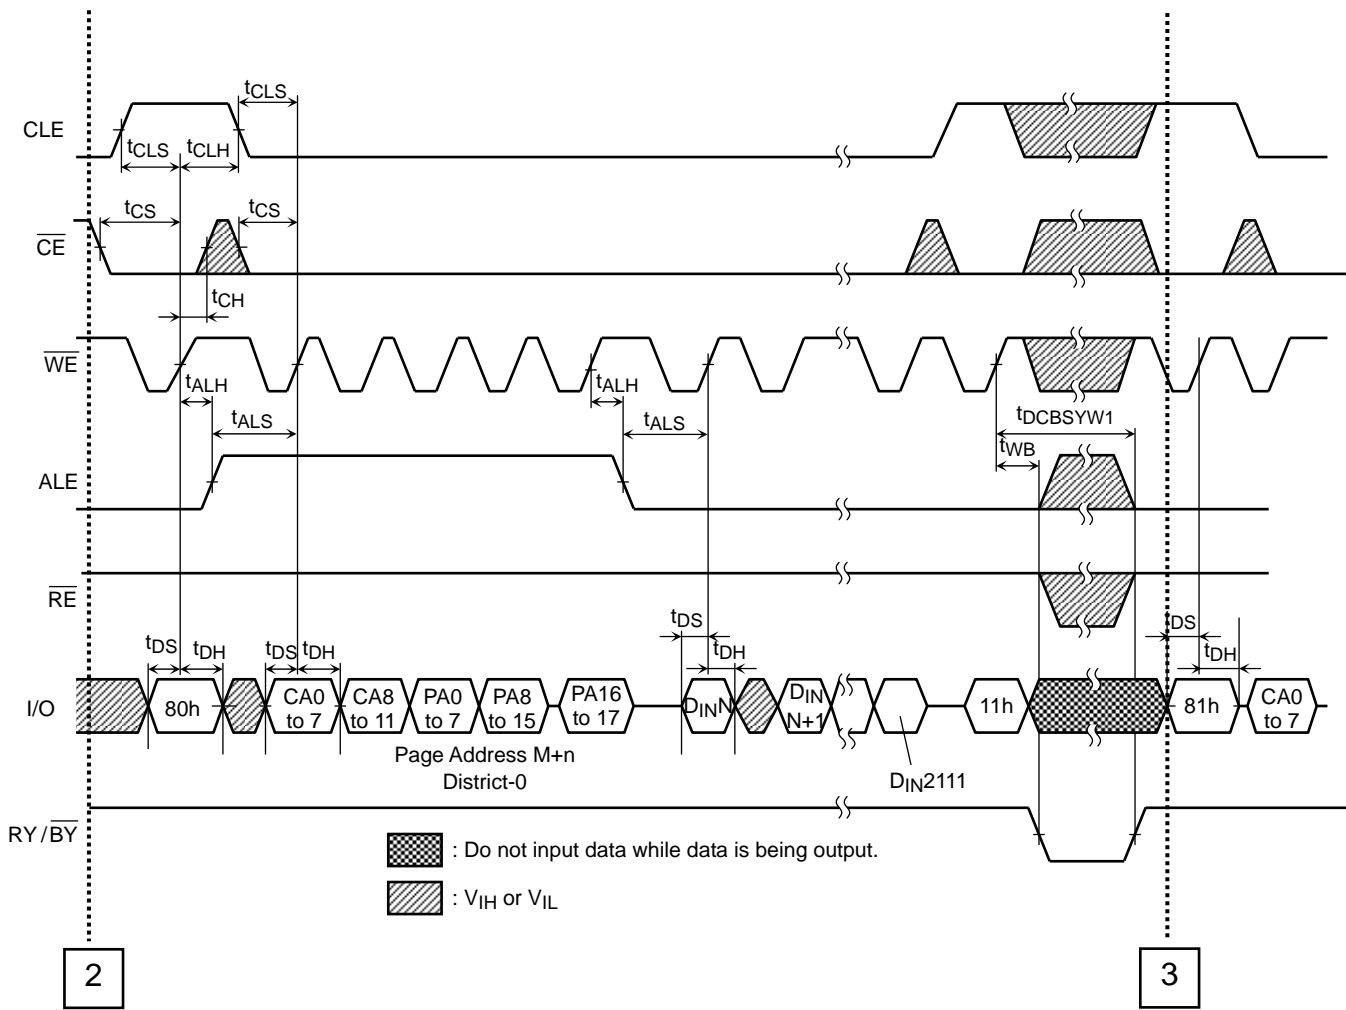 tCLS
CLE
tCLS
tCLH
tCS
tCS
CE
tCH
WE
tALH
tALH
tALS
tALS
tDCBSYW1
tWB
ALE
RE
tDS
tDH
tDS
tDH
tDS
tDH
DS
tDH
I/O
80h
CA0 to 7
CA8 to 11
PA0 to 7
PA8 to 15
PA16 to 17
DINN
DIN N+1
11h
81h
CA0 to 7
Page Address M+n
District-0
DIN2111
RY/BY
: Do not input data while data is being output.
: VIH or VIL
2
3